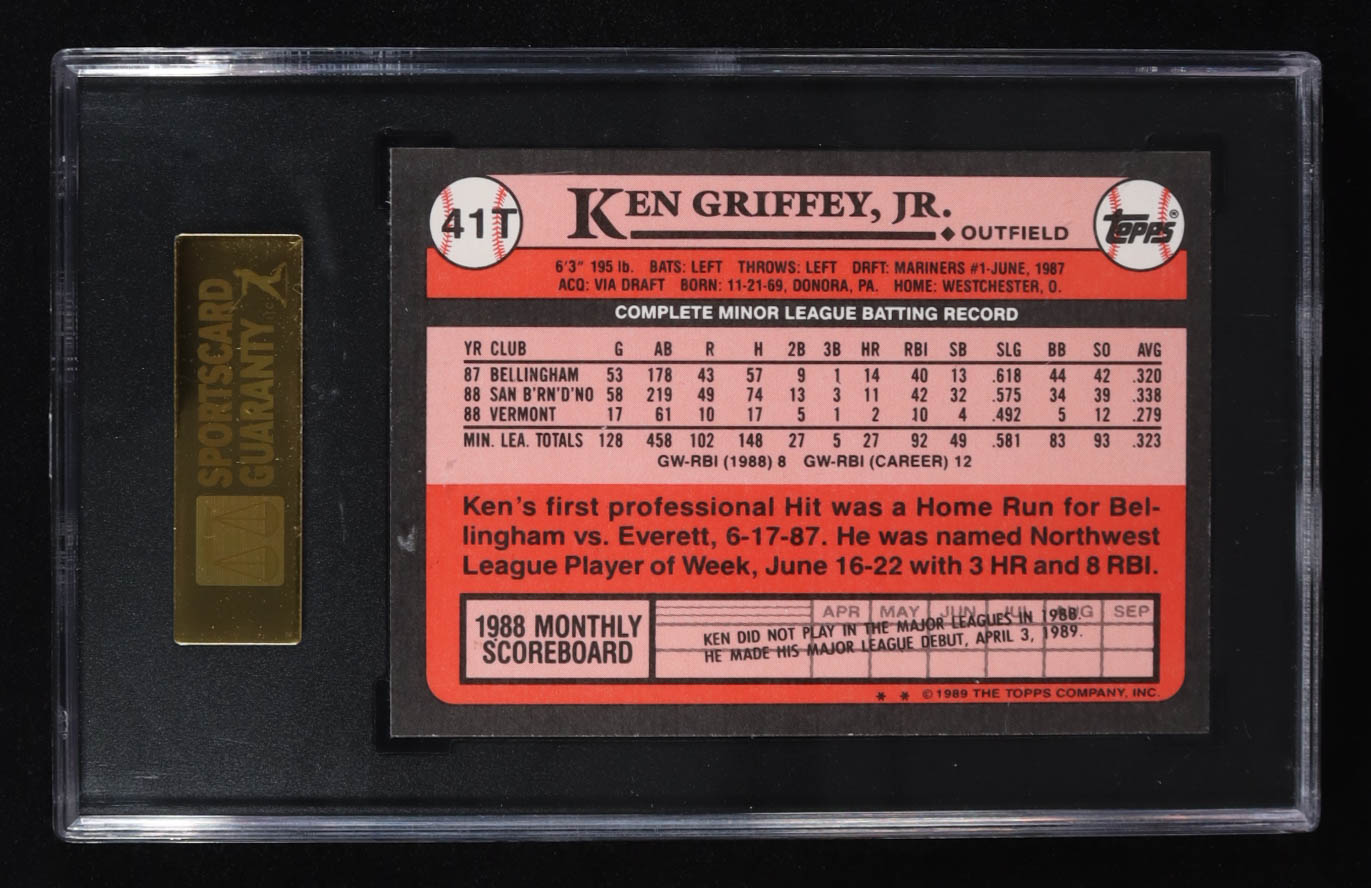 SPORTSCARD
GUARANTY
41T
KEN GRIFFEY, JR.
◆ OUTFIELD
TOPPS®
6'3" 195 lb. BATS: LEFT THROWS: LEFT DRFT: MARINERS #1-JUNE, 1987
ACQ: VIA DRAFT BORN: 11-21-69, DONORA, PA. HOME: WESTCHESTER, O.
COMPLETE MINOR LEAGUE BATTING RECORD
YR CLUB G AB R H 2B 3B HR RBI SB SLG BB SO AVG
87 BELLINGHAM 53 178 43 57 9 1 14 40 13 .618 44 42 .320
88 SAN B'RN'D'NO 58 219 49 74 13 3 11 42 32 .575 34 39 .338
88 VERMONT 17 61 10 17 5 1 2 10 4 .492 5 12 .279
MIN. LEA. TOTALS 128 458 102 148 27 5 27 92 49 .581 83 93 .323
GW-RBI (1988) 8 GW-RBI (CAREER) 12
Ken's first professional Hit was a Home Run for Bel-
lingham vs. Everett, 6-17-87. He was named Northwest
League Player of Week, June 16-22 with 3 HR and 8 RBI.
1988 MONTHLY
SCOREBOARD
APR MAY JUN JUL AUG SEP
KEN DID NOT PLAY IN THE MAJOR LEAGUES IN 1988.
HE MADE HIS MAJOR LEAGUE DEBUT, APRIL 3, 1989.
* * © 1989 THE TOPPS COMPANY, INC.